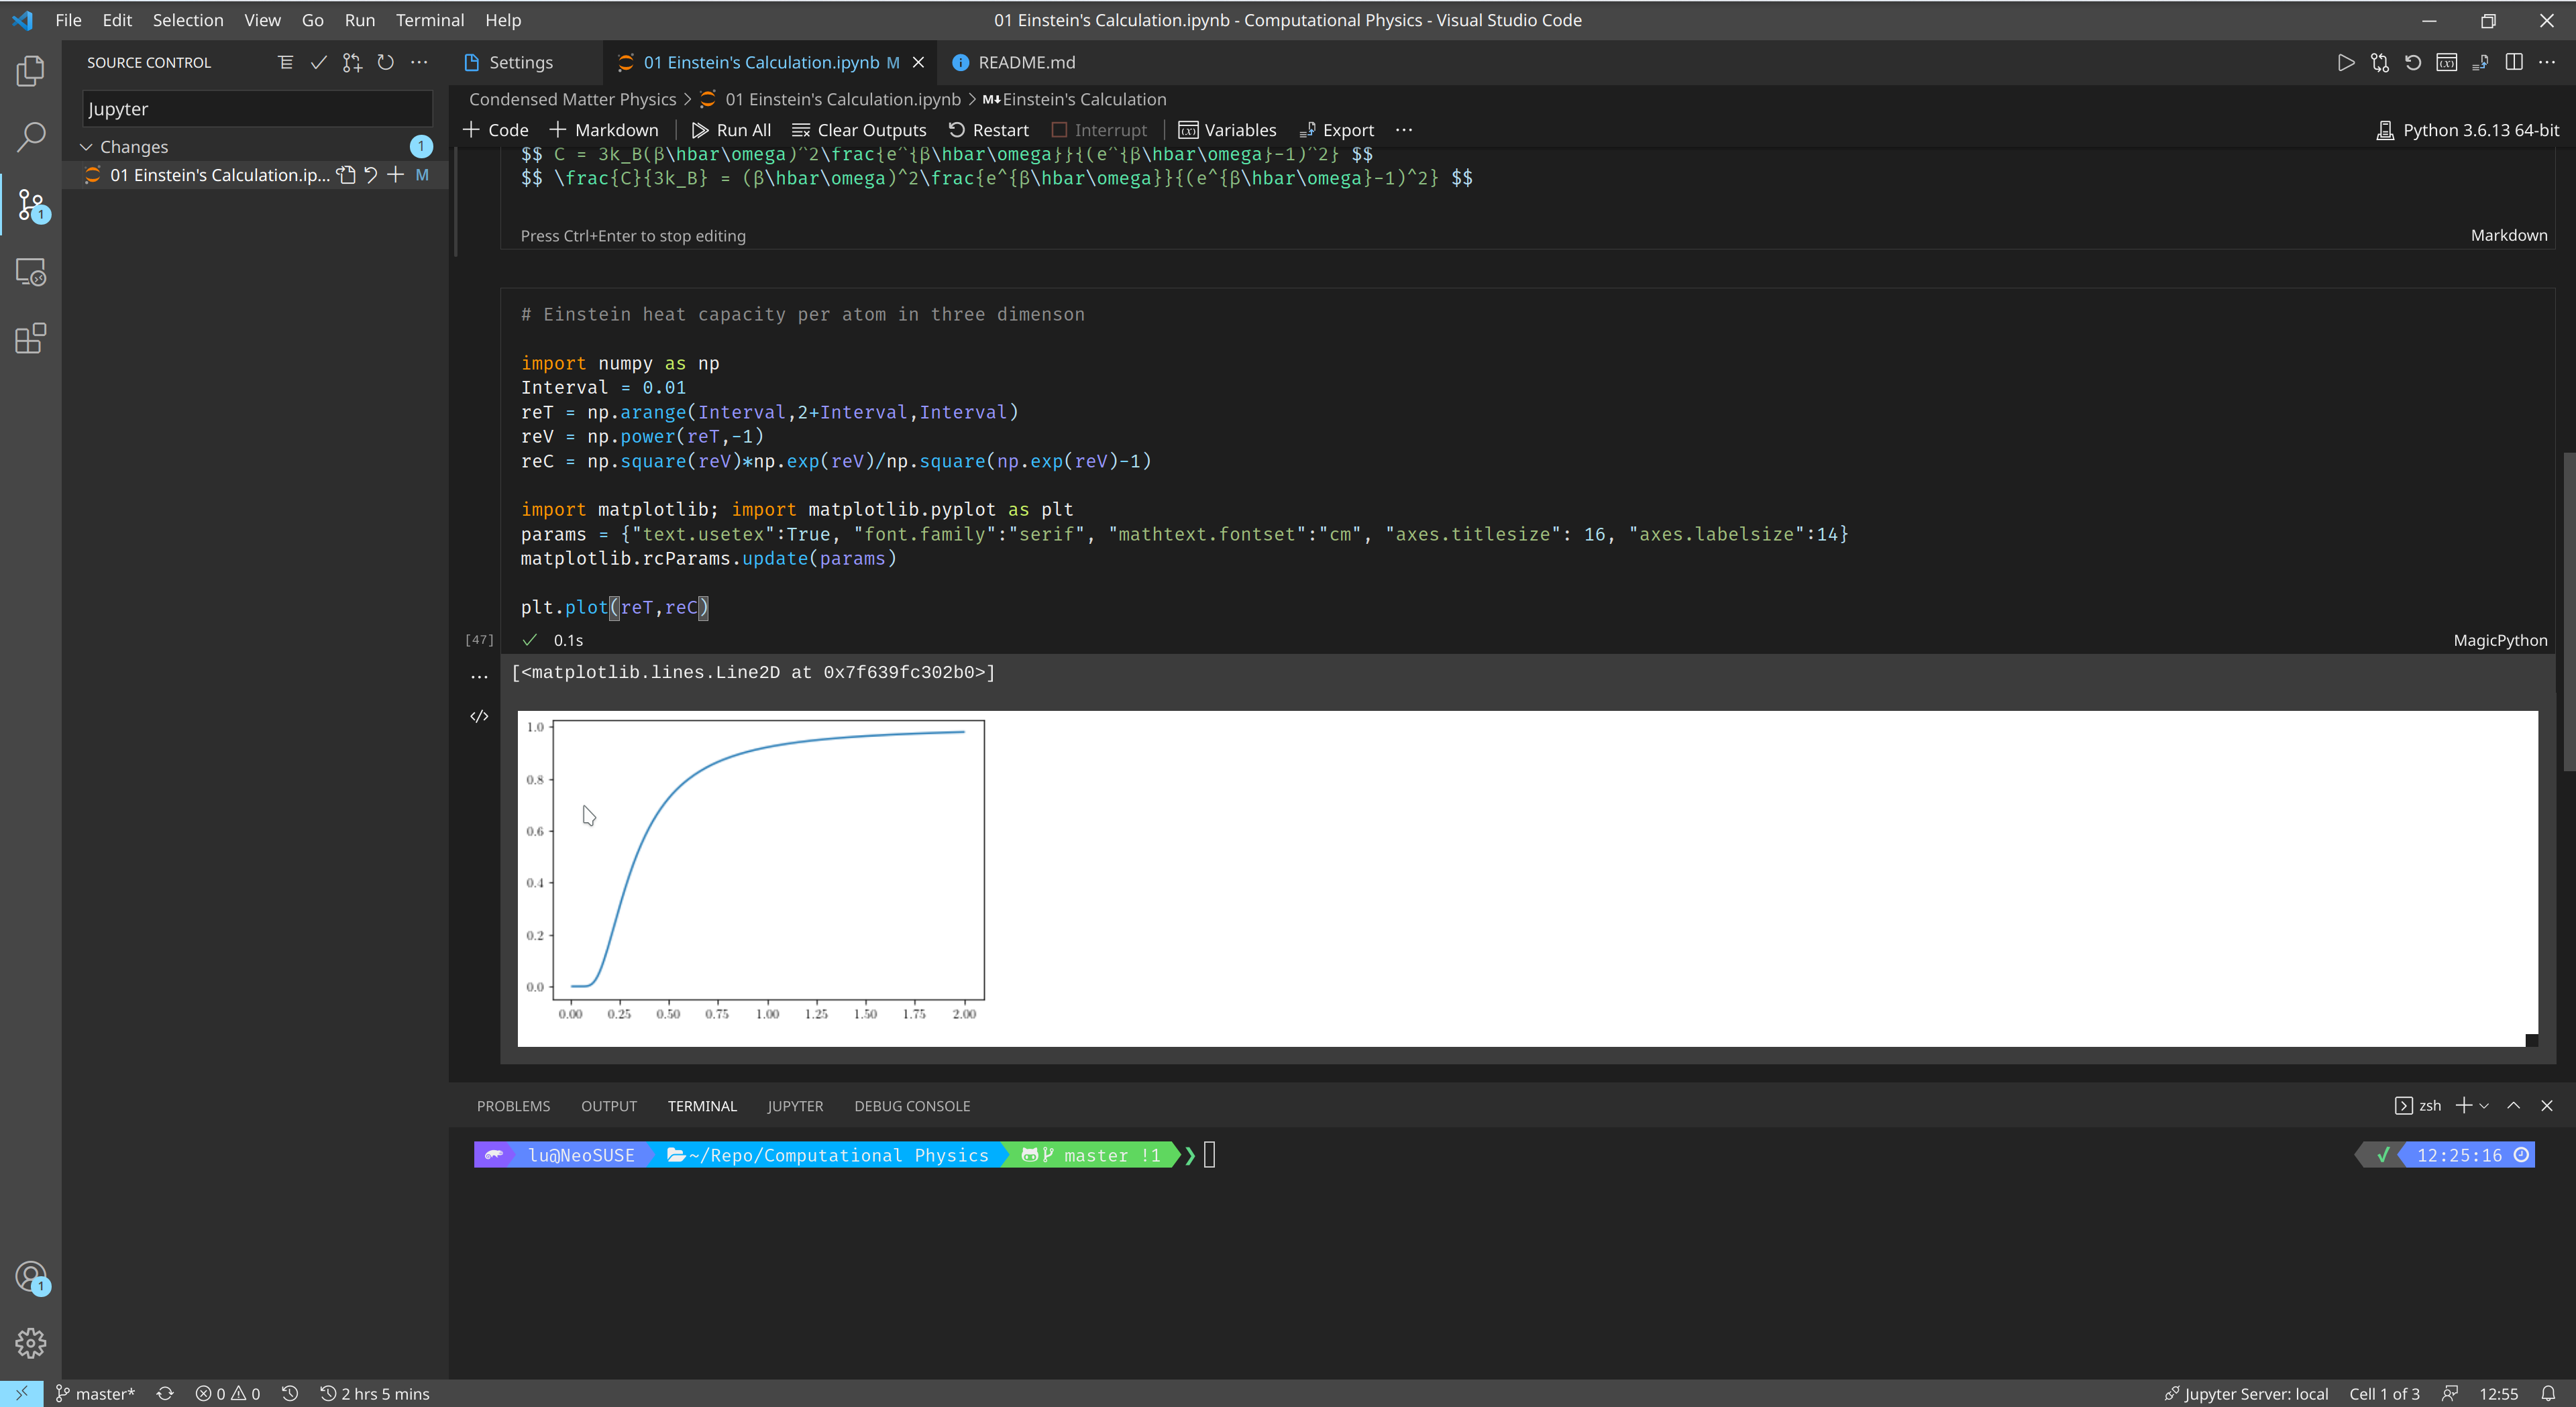 File Edit Selection View Go Run Terminal Help
01 Einstein's Calculation.ipynb - Computational Physics - Visual Studio Code
SOURCE CONTROL
Settings
01 Einstein's Calculation.ipynb M
README.md
Jupyter
Condensed Matter Physics > 01 Einstein's Calculation.ipynb > M↓Einstein's Calculation
Code Markdown Run All Clear Outputs Restart Interrupt Variables Export ...
Python 3.6.13 64-bit
Changes 1
01 Einstein's Calculation.ip... M
1
$$ C = 3k_B(β\hbar\omega)^2\frac{e^{β\hbar\omega}}{(e^{β\hbar\omega}-1)^2} $$
$$ \frac{C}{3k_B} = (β\hbar\omega)^2\frac{e^{β\hbar\omega}}{(e^{β\hbar\omega}-1)^2} $$
Press Ctrl+Enter to stop editing
Markdown
# Einstein heat capacity per atom in three dimenson
import numpy as np
Interval = 0.01
reT = np.arange(Interval,2+Interval,Interval)
reV = np.power(reT,-1)
reC = np.square(reV)*np.exp(reV)/np.square(np.exp(reV)-1)
import matplotlib; import matplotlib.pyplot as plt
params = {"text.usetex":True, "font.family":"serif", "mathtext.fontset":"cm", "axes.titlesize": 16, "axes.labelsize":14}
matplotlib.rcParams.update(params)
plt.plot(reT,reC)
[47] 0.1s
MagicPython
[<matplotlib.lines.Line2D at 0x7f639fc302b0>]
1.0
0.8
0.6
0.4
0.2
0.0
0.00 0.25 0.50 0.75 1.00 1.25 1.50 1.75 2.00
PROBLEMS OUTPUT TERMINAL JUPYTER DEBUG CONSOLE
zsh
lu@NeoSUSE ~/Repo/Computational Physics master !1
12:25:16
1
master* 0 0 2 hrs 5 mins
Jupyter Server: local Cell 1 of 3 12:55